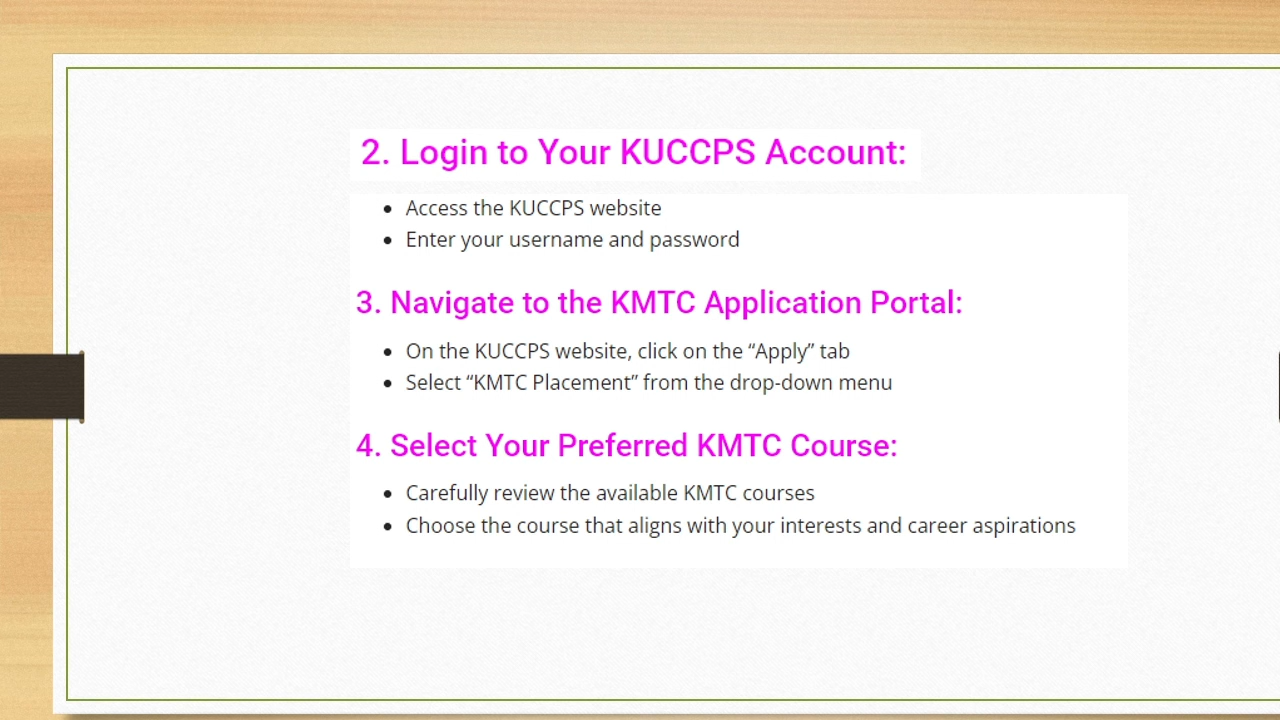 2. Login to Your KUCCPS Account:
• Access the KUCCPS website
• Enter your username and password
3. Navigate to the KMTC Application Portal:
• On the KUCCPS website, click on the “Apply” tab
• Select “KMTC Placement” from the drop-down menu
4. Select Your Preferred KMTC Course:
• Carefully review the available KMTC courses
• Choose the course that aligns with your interests and career aspirations